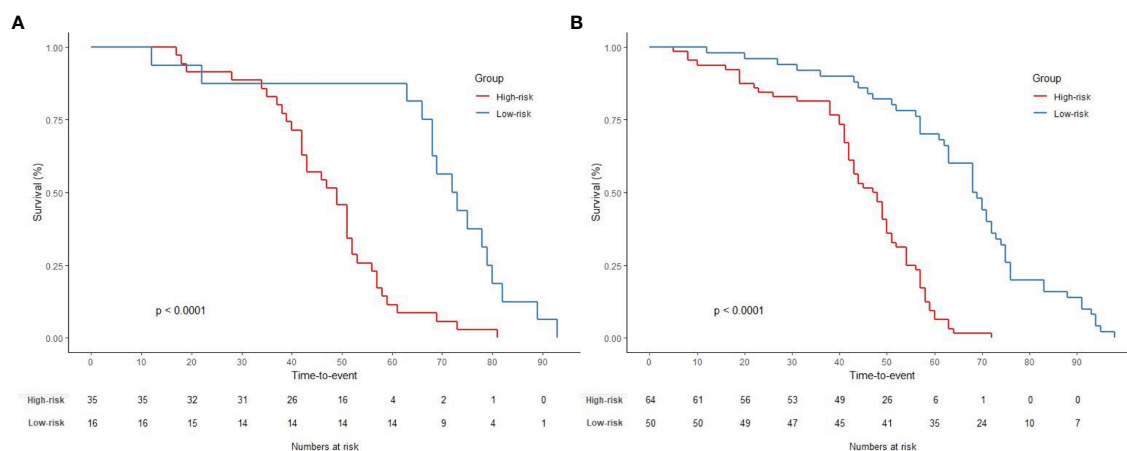 A
1.00
0.75
0.50
0.25
0.00
Survival (%)
Group
High-risk
Low-risk
p < 0.0001
0 10 20 30 40 50 60 70 80 90
Time-to-event
High-risk 35 35 32 31 26 16 4 2 1 0
Low-risk 16 16 15 14 14 14 14 9 4 1
Numbers at risk
B
1.00
0.75
0.50
0.25
0.00
Survival (%)
Group
High-risk
Low-risk
p < 0.0001
0 10 20 30 40 50 60 70 80 90
Time-to-event
High-risk 64 61 56 53 49 26 6 1 0 0
Low-risk 50 50 49 47 45 41 35 24 10 7
Numbers at risk